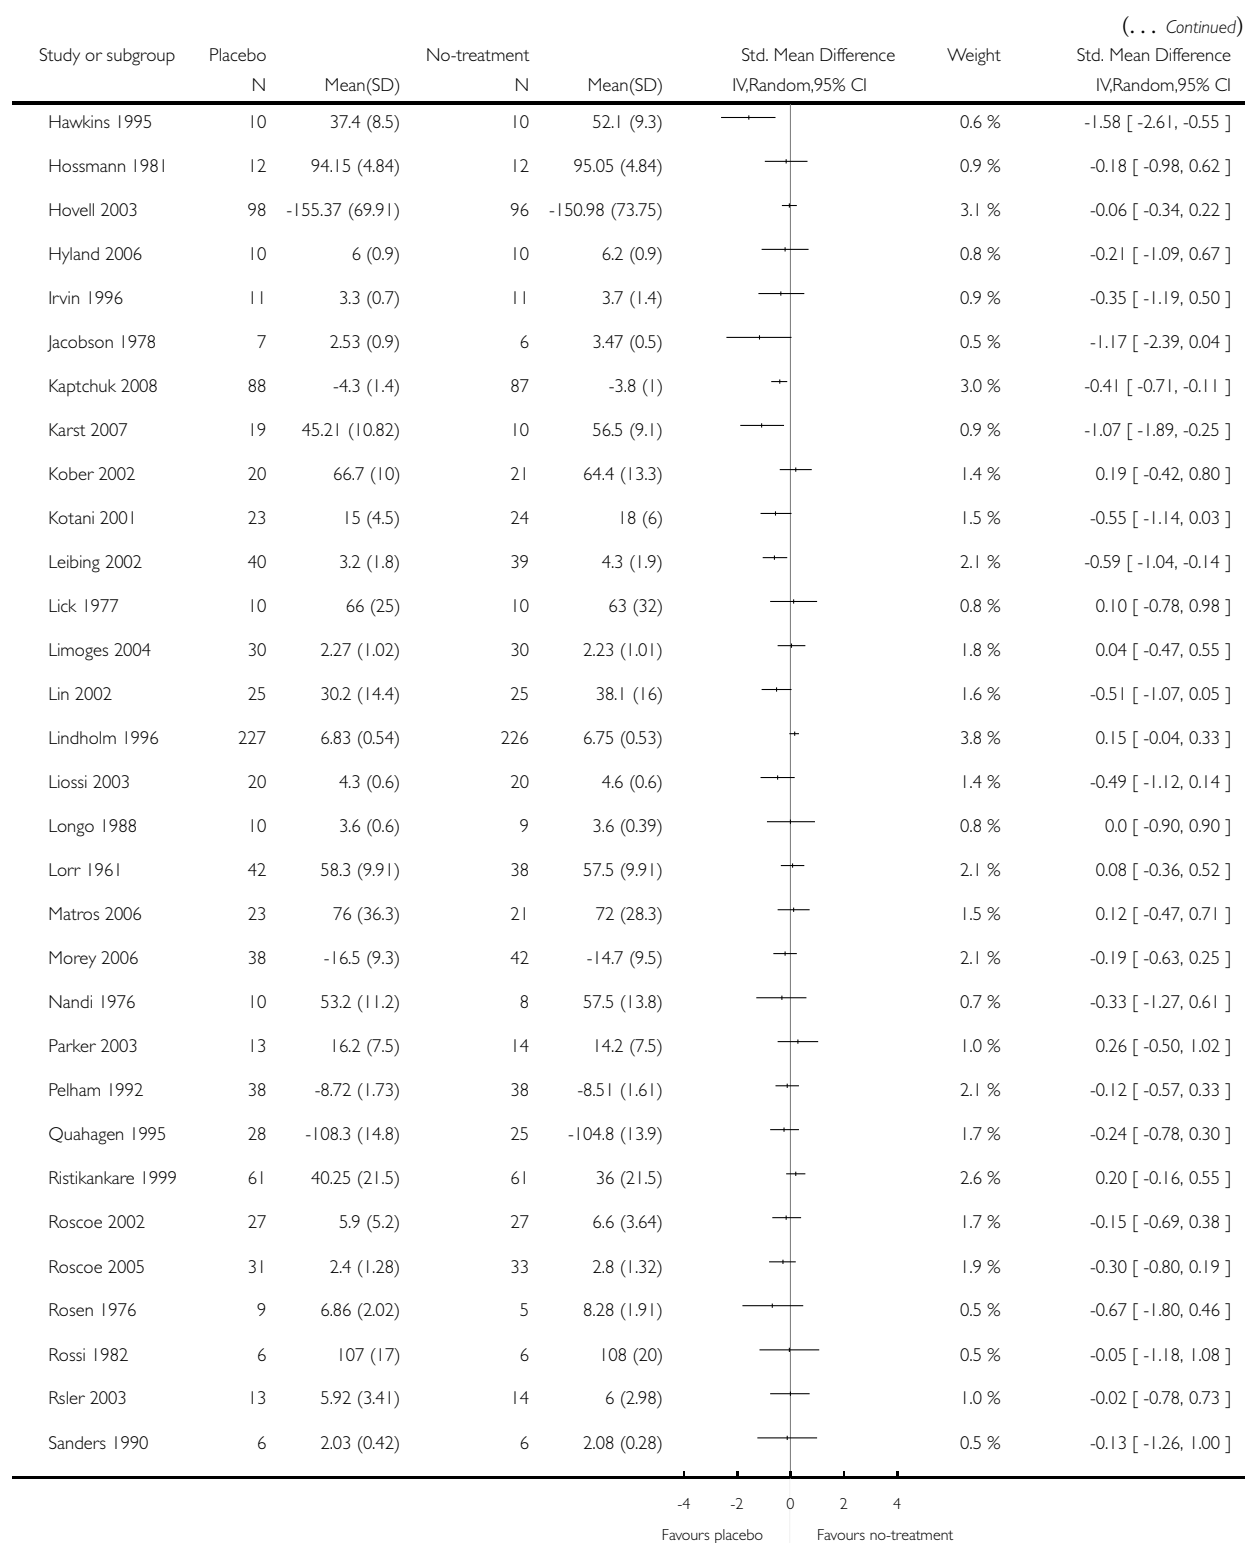 (... Continued)
Study or subgroup Placebo No-treatment Std. Mean Difference Weight Std. Mean Difference
N Mean(SD) N Mean(SD) IV,Random,95% CI IV,Random,95% CI
Hawkins 1995 10 37.4 (8.5) 10 52.1 (9.3) 0.6 % -1.58 [ -2.61, -0.55 ]
Hossmann 1981 12 94.15 (4.84) 12 95.05 (4.84) 0.9 % -0.18 [ -0.98, 0.62 ]
Hovell 2003 98 -155.37 (69.91) 96 -150.98 (73.75) 3.1 % -0.06 [ -0.34, 0.22 ]
Hyland 2006 10 6 (0.9) 10 6.2 (0.9) 0.8 % -0.21 [ -1.09, 0.67 ]
Irvin 1996 11 3.3 (0.7) 11 3.7 (1.4) 0.9 % -0.35 [ -1.19, 0.50 ]
Jacobson 1978 7 2.53 (0.9) 6 3.47 (0.5) 0.5 % -1.17 [ -2.39, 0.04 ]
Kaptchuk 2008 88 -4.3 (1.4) 87 -3.8 (1) 3.0 % -0.41 [ -0.71, -0.11 ]
Karst 2007 19 45.21 (10.82) 10 56.5 (9.1) 0.9 % -1.07 [ -1.89, -0.25 ]
Kober 2002 20 66.7 (10) 21 64.4 (13.3) 1.4 % 0.19 [ -0.42, 0.80 ]
Kotani 2001 23 15 (4.5) 24 18 (6) 1.5 % -0.55 [ -1.14, 0.03 ]
Leibing 2002 40 3.2 (1.8) 39 4.3 (1.9) 2.1 % -0.59 [ -1.04, -0.14 ]
Lick 1977 10 66 (25) 10 63 (32) 0.8 % 0.10 [ -0.78, 0.98 ]
Limoges 2004 30 2.27 (1.02) 30 2.23 (1.01) 1.8 % 0.04 [ -0.47, 0.55 ]
Lin 2002 25 30.2 (14.4) 25 38.1 (16) 1.6 % -0.51 [ -1.07, 0.05 ]
Lindholm 1996 227 6.83 (0.54) 226 6.75 (0.53) 3.8 % 0.15 [ -0.04, 0.33 ]
Liossi 2003 20 4.3 (0.6) 20 4.6 (0.6) 1.4 % -0.49 [ -1.12, 0.14 ]
Longo 1988 10 3.6 (0.6) 9 3.6 (0.39) 0.8 % 0.0 [ -0.90, 0.90 ]
Lorr 1961 42 58.3 (9.91) 38 57.5 (9.91) 2.1 % 0.08 [ -0.36, 0.52 ]
Matros 2006 23 76 (36.3) 21 72 (28.3) 1.5 % 0.12 [ -0.47, 0.71 ]
Morey 2006 38 -16.5 (9.3) 42 -14.7 (9.5) 2.1 % -0.19 [ -0.63, 0.25 ]
Nandi 1976 10 53.2 (11.2) 8 57.5 (13.8) 0.7 % -0.33 [ -1.27, 0.61 ]
Parker 2003 13 16.2 (7.5) 14 14.2 (7.5) 1.0 % 0.26 [ -0.50, 1.02 ]
Pelham 1992 38 -8.72 (1.73) 38 -8.51 (1.61) 2.1 % -0.12 [ -0.57, 0.33 ]
Quahagen 1995 28 -108.3 (14.8) 25 -104.8 (13.9) 1.7 % -0.24 [ -0.78, 0.30 ]
Ristikankare 1999 61 40.25 (21.5) 61 36 (21.5) 2.6 % 0.20 [ -0.16, 0.55 ]
Roscoe 2002 27 5.9 (5.2) 27 6.6 (3.64) 1.7 % -0.15 [ -0.69, 0.38 ]
Roscoe 2005 31 2.4 (1.28) 33 2.8 (1.32) 1.9 % -0.30 [ -0.80, 0.19 ]
Rosen 1976 9 6.86 (2.02) 5 8.28 (1.91) 0.5 % -0.67 [ -1.80, 0.46 ]
Rossi 1982 6 107 (17) 6 108 (20) 0.5 % -0.05 [ -1.18, 1.08 ]
Rsler 2003 13 5.92 (3.41) 14 6 (2.98) 1.0 % -0.02 [ -0.78, 0.73 ]
Sanders 1990 6 2.03 (0.42) 6 2.08 (0.28) 0.5 % -0.13 [ -1.26, 1.00 ]
-4 -2 0 2 4
Favours placebo Favours no-treatment